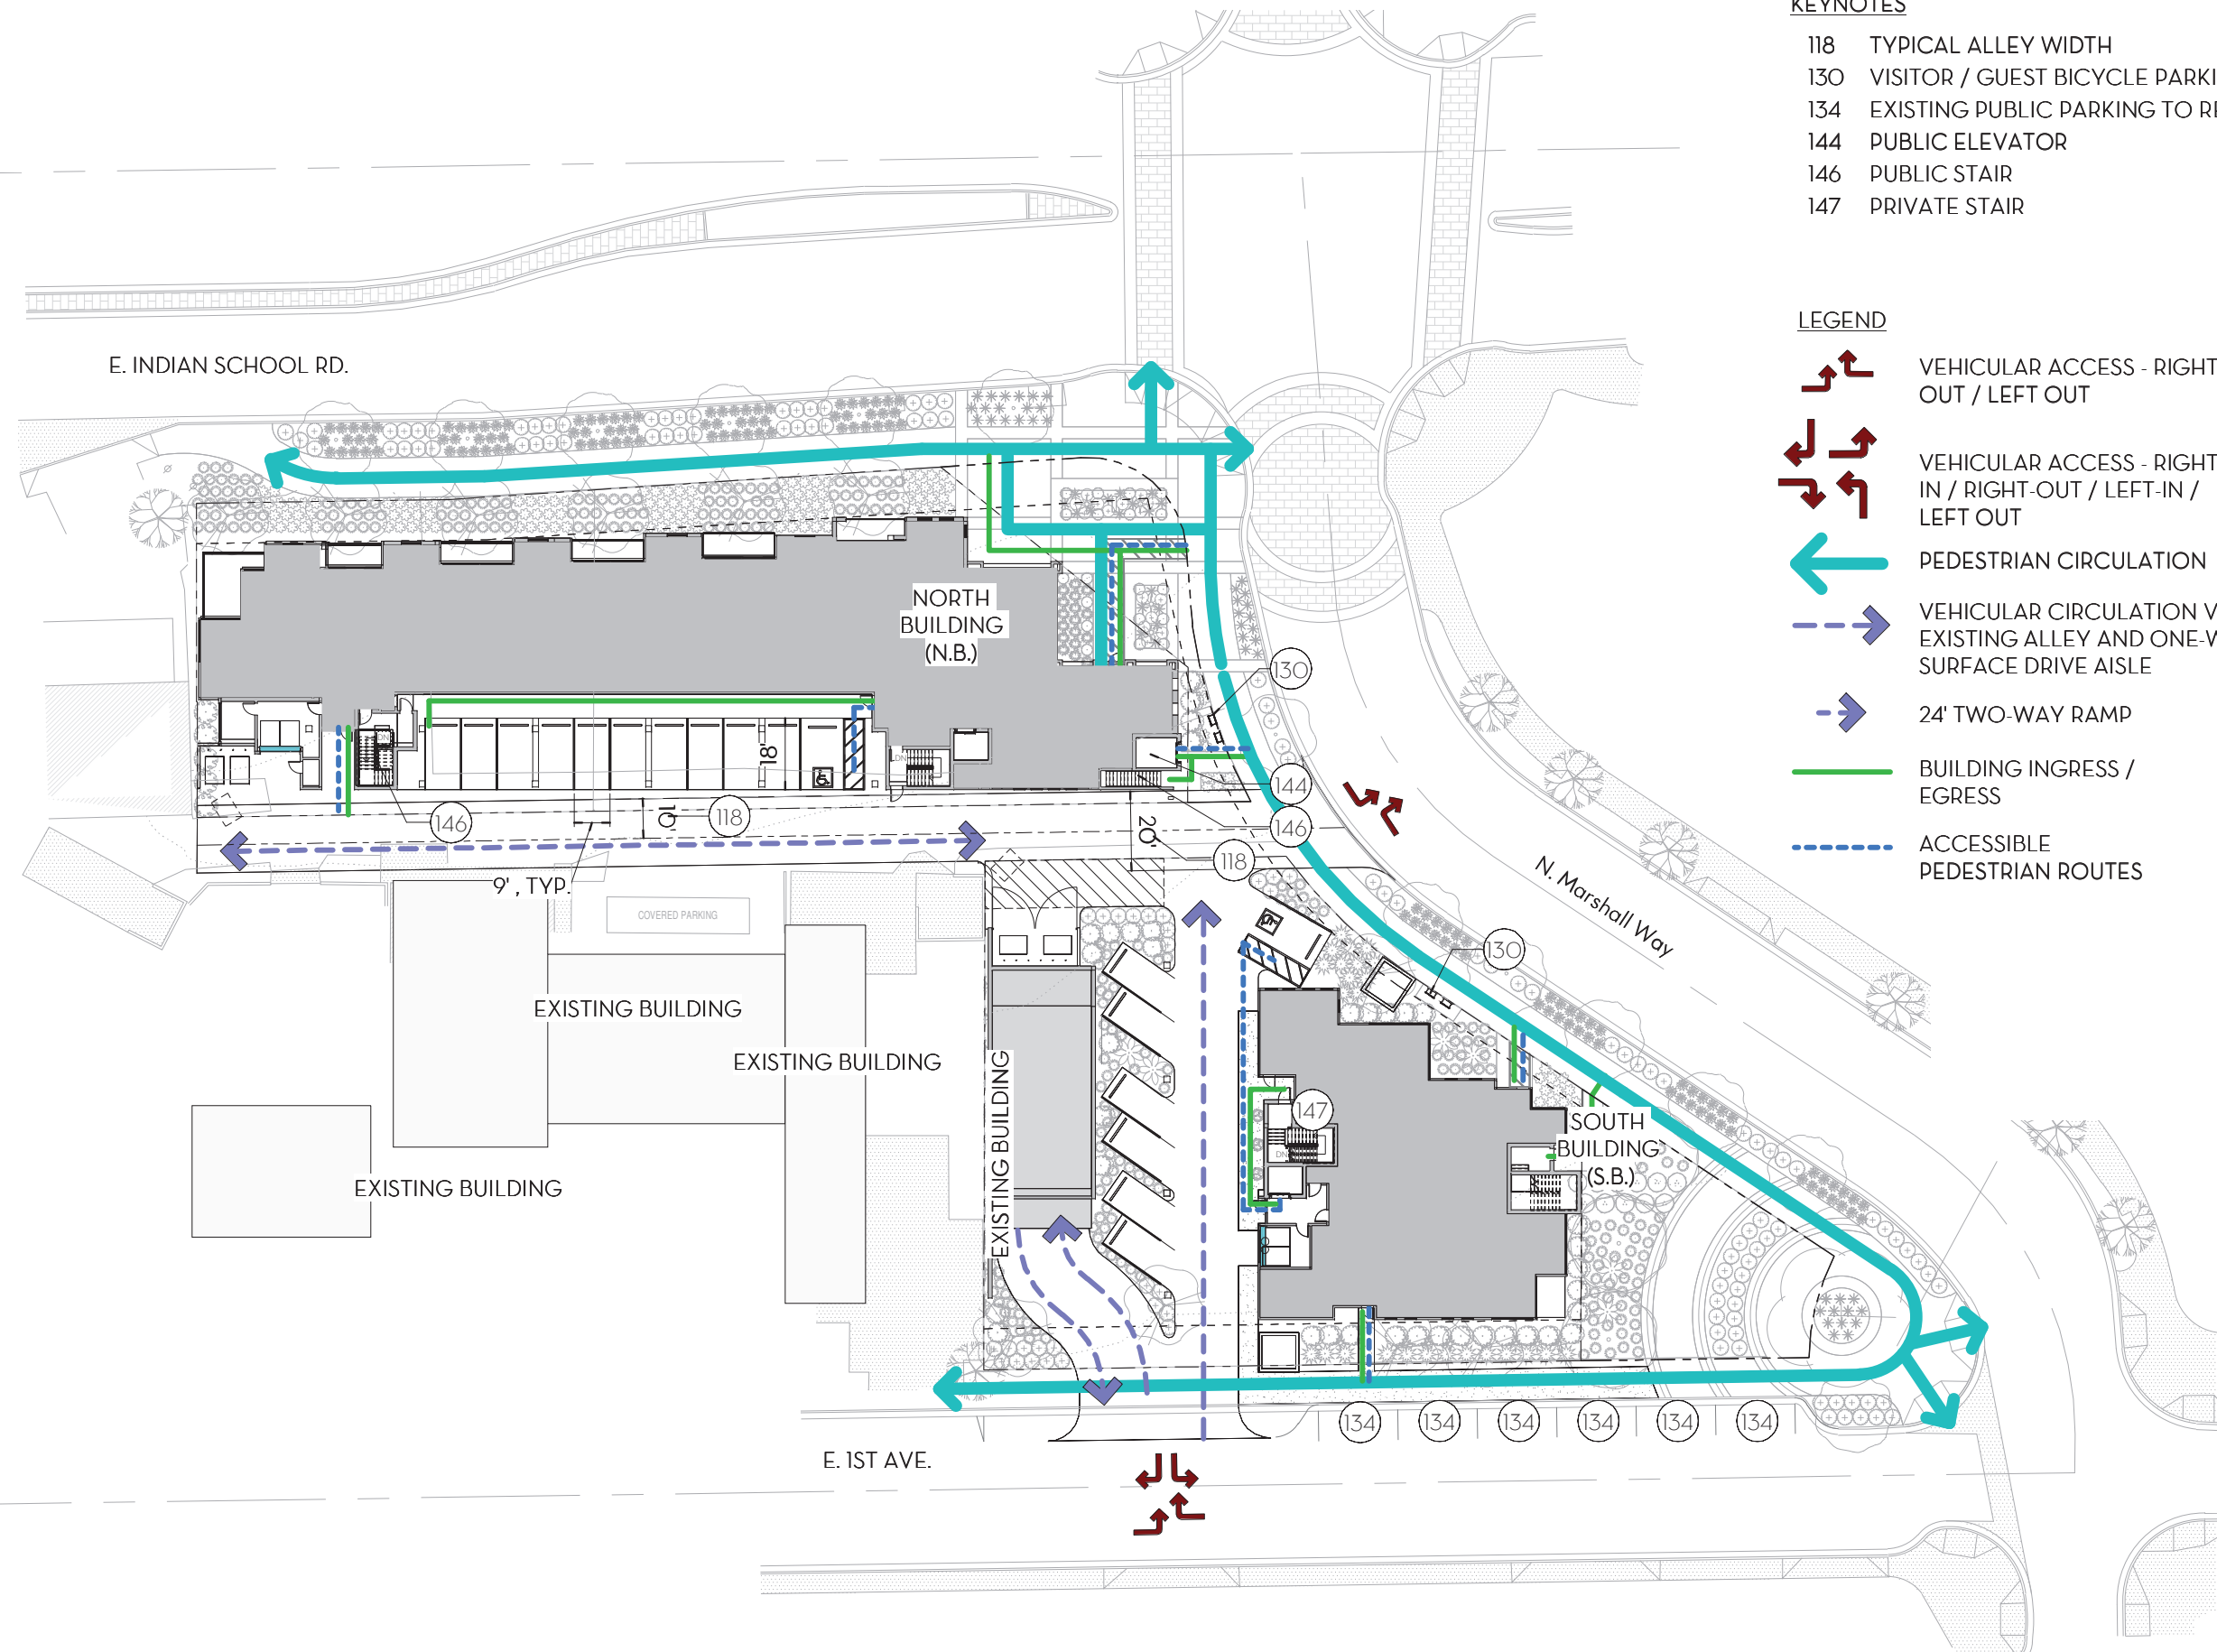 KEYNOTES
118 TYPICAL ALLEY WIDTH
130 VISITOR / GUEST BICYCLE PARKI
134 EXISTING PUBLIC PARKING TO RE
144 PUBLIC ELEVATOR
146 PUBLIC STAIR
147 PRIVATE STAIR
LEGEND
VEHICULAR ACCESS - RIGHT
OUT / LEFT OUT
VEHICULAR ACCESS - RIGHT
IN / RIGHT-OUT / LEFT-IN /
LEFT OUT
PEDESTRIAN CIRCULATION
VEHICULAR CIRCULATION V
EXISTING ALLEY AND ONE-W
SURFACE DRIVE AISLE
24' TWO-WAY RAMP
BUILDING INGRESS /
EGRESS
ACCESSIBLE
PEDESTRIAN ROUTES
E. INDIAN SCHOOL RD.
NORTH
BUILDING
(N.B.)
130
18'
DN
DN
144
146
118
10'
146
20'
118
9', TYP.
N. Marshall Way
COVERED PARKING
130
EXISTING BUILDING
EXISTING BUILDING
EXISTING BUILDING
EXISTING BUILDING
147
DN
SOUTH
BUILDING
(S.B.)
134
134
134
134
134
134
E. 1ST AVE.